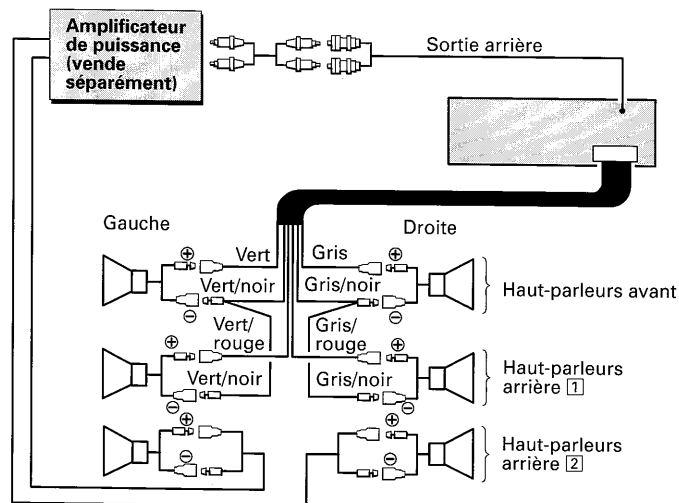 Amplificateur
de puissance
(vende
séparément)
Sortie arrière
Gauche
Droite
⊕
Vert
Gris
⊕
Vert/noir
Gris/noir
Haut-parleurs avant
⊖
⊖
Vert/
rouge
Gris/
rouge
⊕
⊕
Vert/noir
Gris/noir
Haut-parleurs
arrière 1
⊖
⊖
⊕
⊕
⊖
⊖
Haut-parleurs
arrière 2